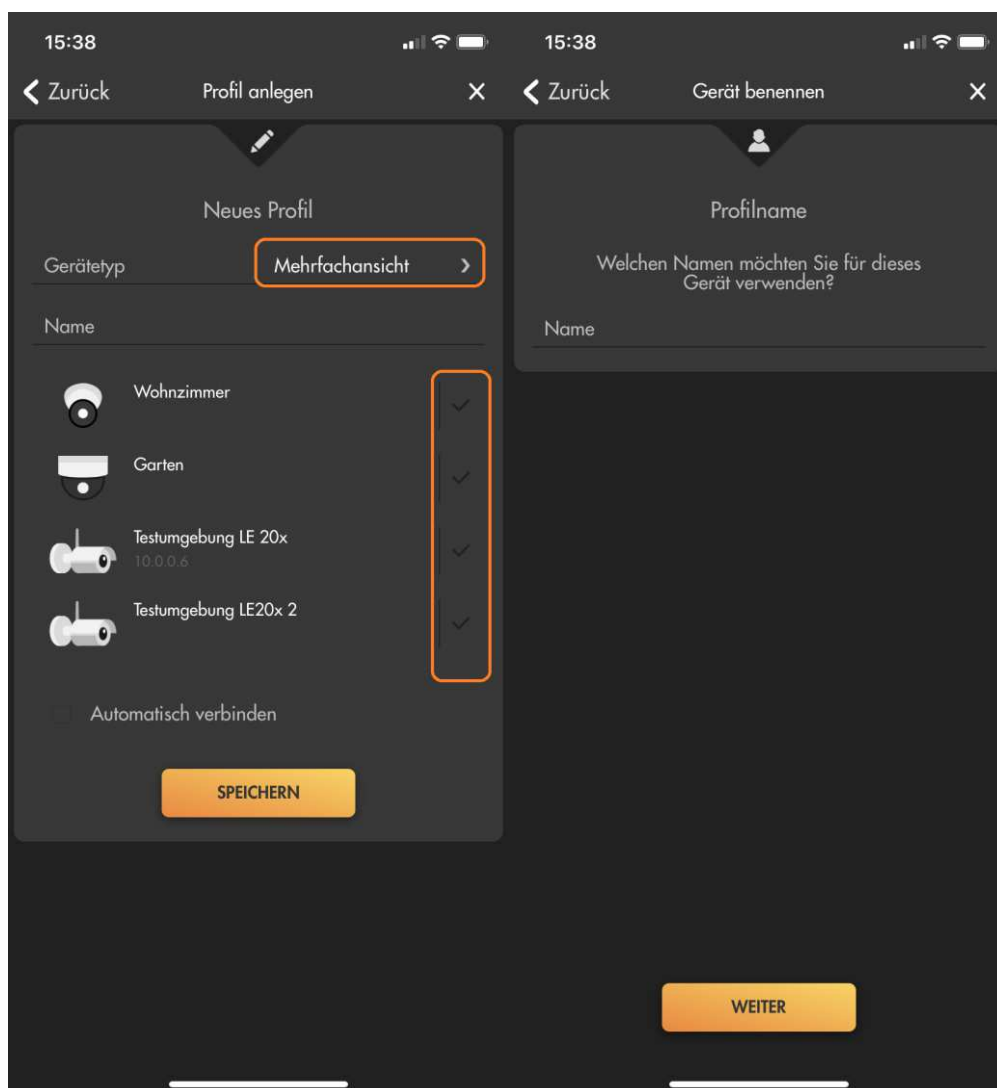 15:38
Zurück
Profil anlegen
Neues Profil
Gerätetyp
Mehrfachansicht
Name
Wohnzimmer
Garten
Testumgebung LE 20x
10.0.0.6
Testumgebung LE20x 2
Automatisch verbinden
SPEICHERN
15:38
Zurück
Gerät benennen
Profilname
Welchen Namen möchten Sie für dieses
Gerät verwenden?
Name
WEITER